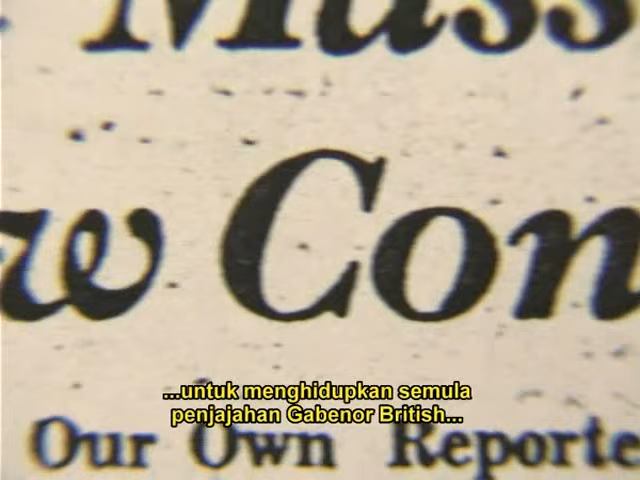 Mass
w Con
...untuk menghidupkan semula
penjajahan Gabenor British...
Our Own Reporte